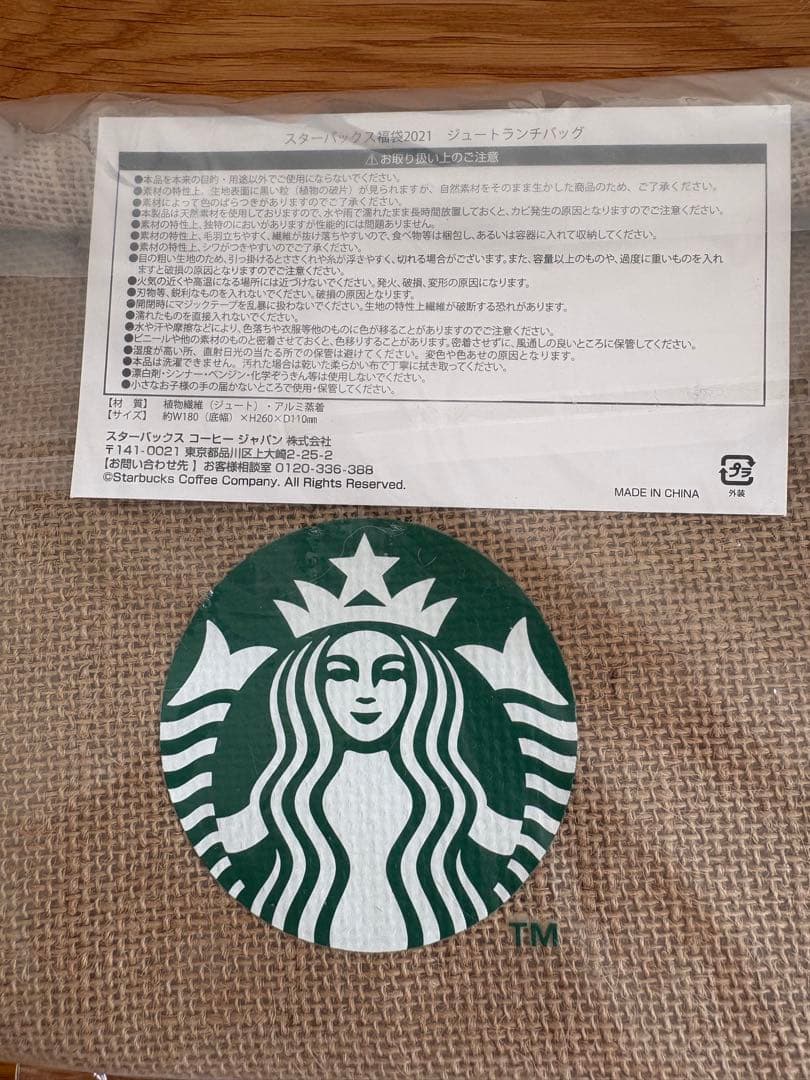 スターバックス福袋2021　ジュートランチバッグ
⚠お取り扱い上のご注意
●本品を本来の目的・用途以外でご使用にならないでください。
●素材の特性上、生地表面に黒い粒（植物の破片）が見られますが、自然素材をそのまま生かした商品のため、ご了承ください。
●素材によって色のばらつきがありますのでご了承ください。
●本製品は天然素材を使用しておりますので、水や雨で濡れたまま長時間放置しておくと、カビ発生の原因となりますのでご注意ください。
●素材の特性上、独特のにおいがありますが性能的には問題ありません。
●素材の特性上、毛羽立ちやすく、繊維が抜け落ちやすいので、食べ物等は梱包し、あるいは容器に入れて収納してください。
●素材の特性上、シワがつきやすいのでご了承ください。
●目の粗い生地のため、引っ掛けるとささくれや糸が浮きやすく、切れる場合がございます。また、容量以上のものや、過度に重いものを入れ
ますと破損の原因となりますのでご注意ください。
●火気の近くや高温になる場所には近づけないでください。発火、破損、変形の原因になります。
●刃物等、鋭利なものを入れないでください。破損の原因となります。
●開閉時にマジックテープを乱暴に扱わないでください。生地の特性上繊維が破断する恐れがあります。
●濡れたものを直接入れないでください。
●水や汗や摩擦などにより、色落ちや衣服等他のものに色が移ることがありますのでご注意ください。
●ビニールや他の素材のものと密着させておくと、色移りすることがあります。密着させずに、風通しの良いところに保管してください。
●湿度が高い所、直射日光の当たる所での保管は避けてください。変色や色あせの原因となります。
●本品は洗濯できません。汚れた場合は乾いた柔らかい布で丁寧に拭き取ってください。
●漂白剤・シンナー・ベンジン・化学ぞうきん等は使用しないでください。
●小さなお子様の手の届かないところで使用・保管してください。
【材　質】　植物繊維（ジュート）・アルミ蒸着
【サイズ】　約W180（底幅）×H260×D110mm
スターバックス コーヒー ジャパン 株式会社
〒141-0021 東京都品川区上大崎2-25-2
【お問い合わせ先】お客様相談室 0120-336-388
©Starbucks Coffee Company. All Rights Reserved.
MADE IN CHINA
プラ
外装
TM